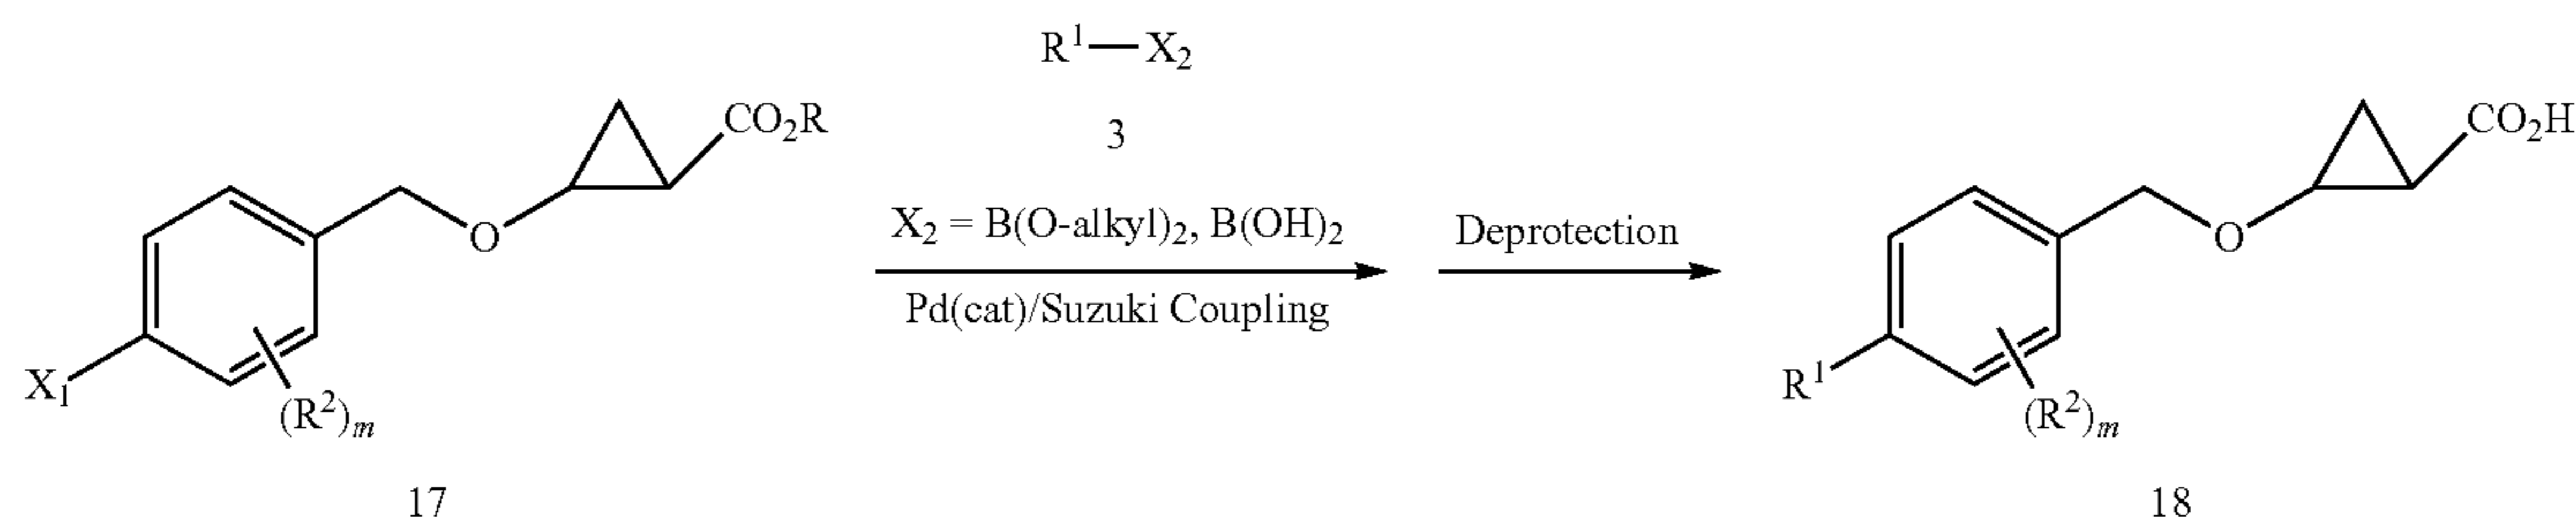 R¹—X₂
3
CO₂R
CO₂H
X₂ = B(O-alkyl)₂, B(OH)₂
Deprotection
O
O
Pd(cat)/Suzuki Coupling
X₁
R¹
(R²)ₘ
(R²)ₘ
17
18